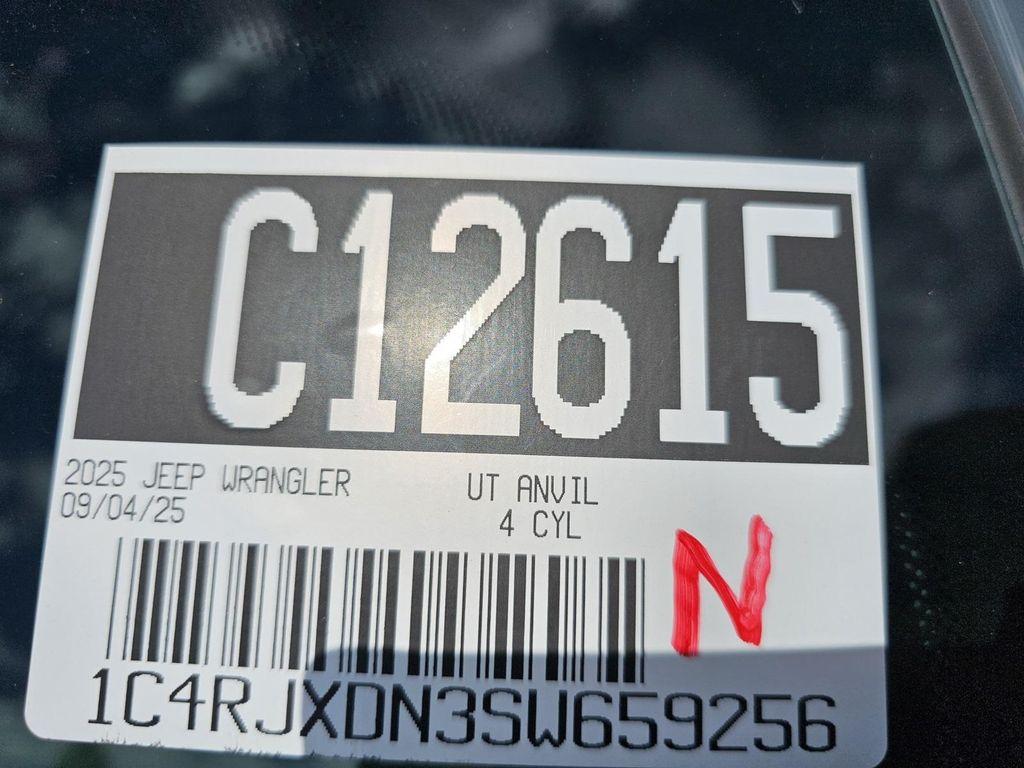 C12615
2025 JEEP WRANGLER UT ANVIL
09/04/25 4 CYL
N
1C4RJXDN3SW659256